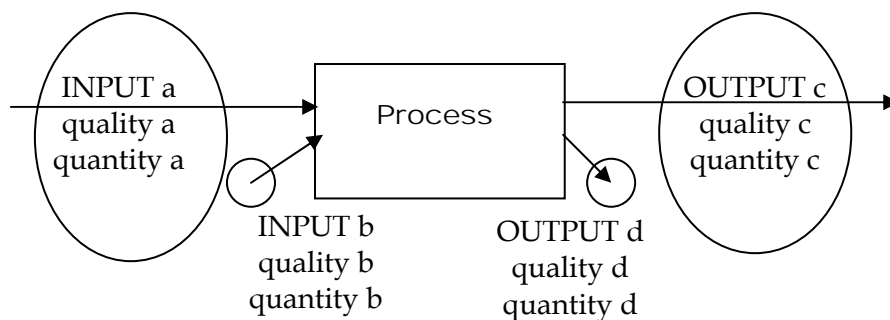 INPUT a
quality a
quantity a
INPUT b
quality b
quantity b
Process
OUTPUT d
quality d
quantity d
OUTPUT c
quality c
quantity c